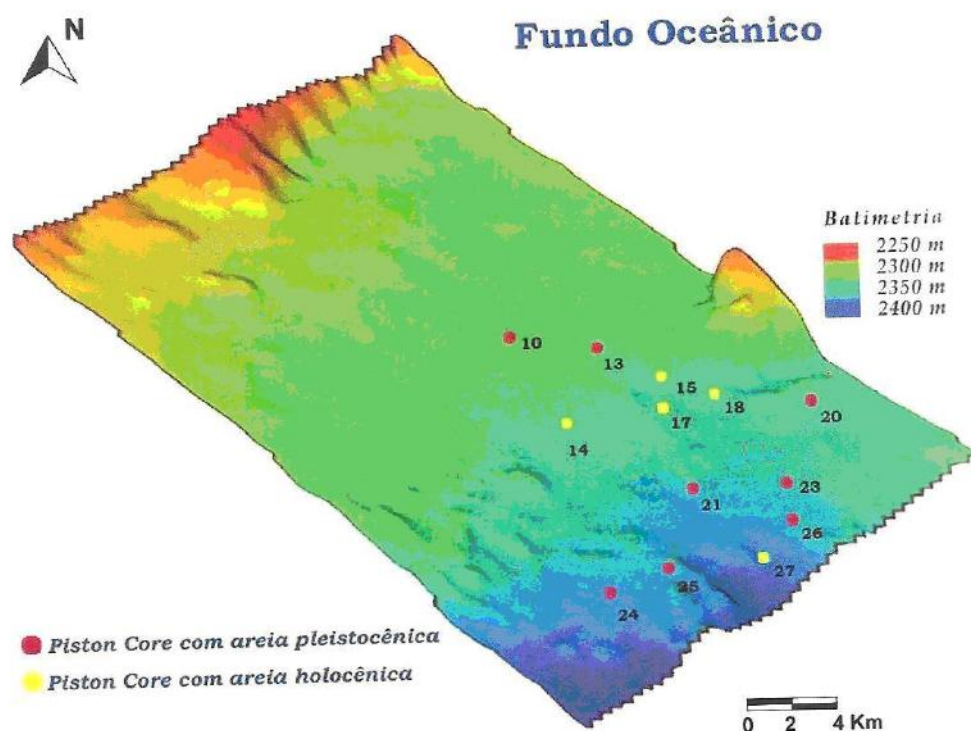 N
Fundo Oceânico
Batimetria
2250 m
2300 m
2350 m
2400 m
10
13
15
18
20
17
14
23
21
26
27
25
24
Piston Core com areia pleistocênica
Piston Core com areia holocênica
0 2 4 Km